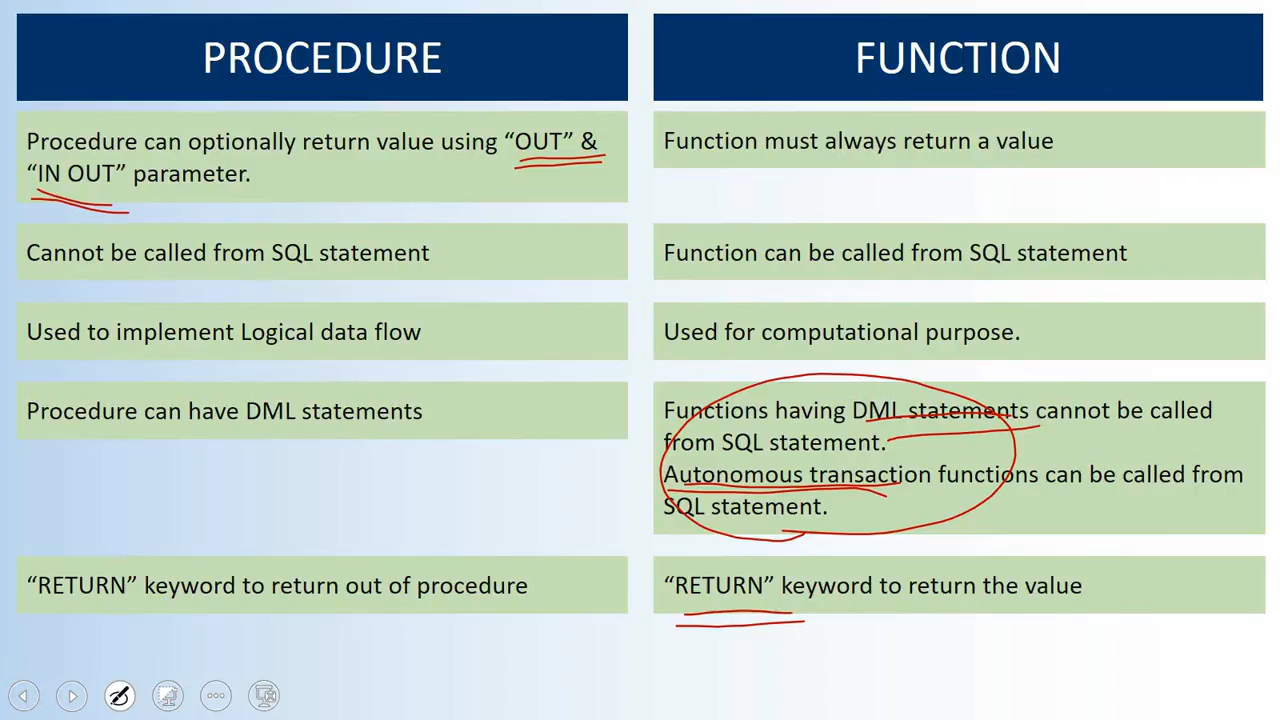 PROCEDURE
FUNCTION
Procedure can optionally return value using “OUT” &
“IN OUT” parameter.
Function must always return a value
Cannot be called from SQL statement
Function can be called from SQL statement
Used to implement Logical data flow
Used for computational purpose.
Procedure can have DML statements
Functions having DML statements cannot be called
from SQL statement.
Autonomous transaction functions can be called from
SQL statement.
“RETURN” keyword to return out of procedure
“RETURN” keyword to return the value